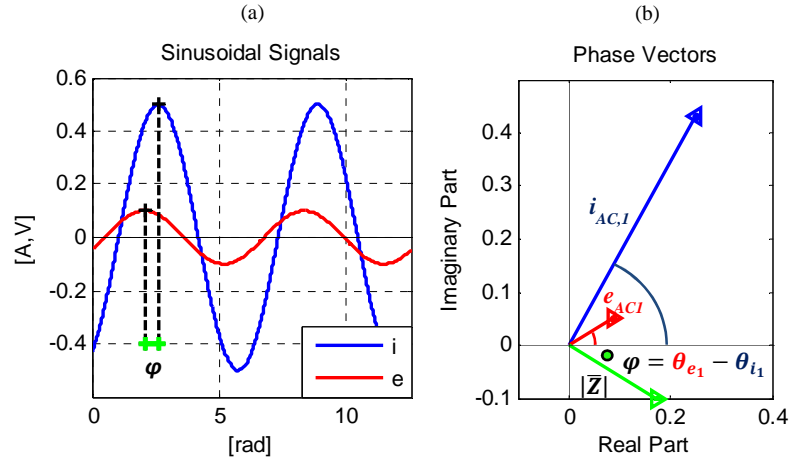 (a)
Sinusoidal Signals
0.6
0.4
0.2
0
-0.2
-0.4
[A,V]
φ
i
e
0
5
10
[rad]
(b)
Phase Vectors
0.4
0.3
0.2
0.1
0
-0.1
Imaginary Part
i_AC,1
e_AC1
φ = θ_e₁ − θ_i₁
|Z̅|
0
0.2
0.4
Real Part